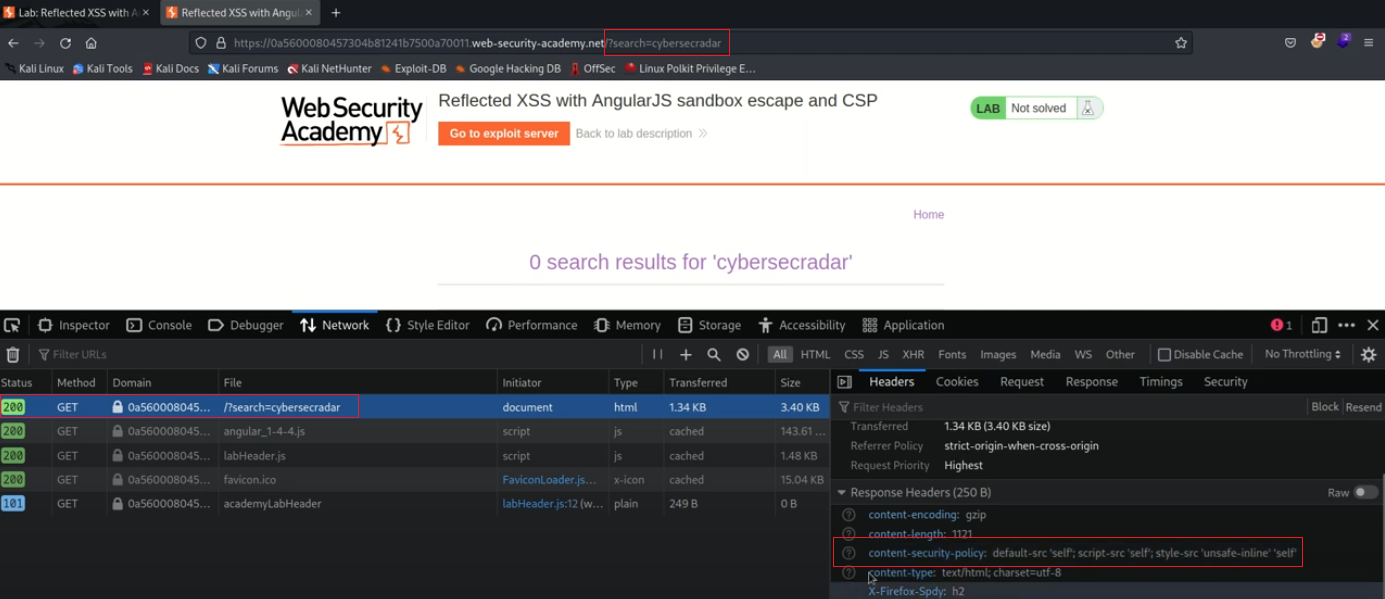 Lab: Reflected XSS with A
Reflected XSS with Angul
https://0a5600080457304b81241b7500a70011.web-security-academy.net/?search=cybersecradar
Kali Linux Kali Tools Kali Docs Kali Forums Kali NetHunter Exploit-DB Google Hacking DB OffSec Linux Polkit Privilege E...
Web Security
Academy
Reflected XSS with AngularJS sandbox escape and CSP
Go to exploit server Back to lab description
LAB Not solved
Home
0 search results for 'cybersecradar'
Inspector Console Debugger Network Style Editor Performance Memory Storage Accessibility Application 1
Filter URLs All HTML CSS JS XHR Fonts Images Media WS Other Disable Cache No Throttling
Status Method Domain File Initiator Type Transferred Size
200 GET 0a560008045... /?search=cybersecradar document html 1.34 KB 3.40 KB
200 GET 0a560008045... angular_1-4-4.js script js cached 143.61 ...
200 GET 0a560008045... labHeader.js script js cached 1.48 KB
200 GET 0a560008045... favicon.ico FaviconLoader.js... x-icon cached 15.04 KB
101 GET 0a560008045... academyLabHeader labHeader.js:12 (w... plain 249 B 0 B
Headers Cookies Request Response Timings Security
Filter Headers Block Resend
Transferred 1.34 KB (3.40 KB size)
Referrer Policy strict-origin-when-cross-origin
Request Priority Highest
Response Headers (250 B) Raw
content-encoding: gzip
content-length: 1121
content-security-policy: default-src 'self'; script-src 'self'; style-src 'unsafe-inline' 'self'
content-type: text/html; charset=utf-8
X-Firefox-Spdy: h2